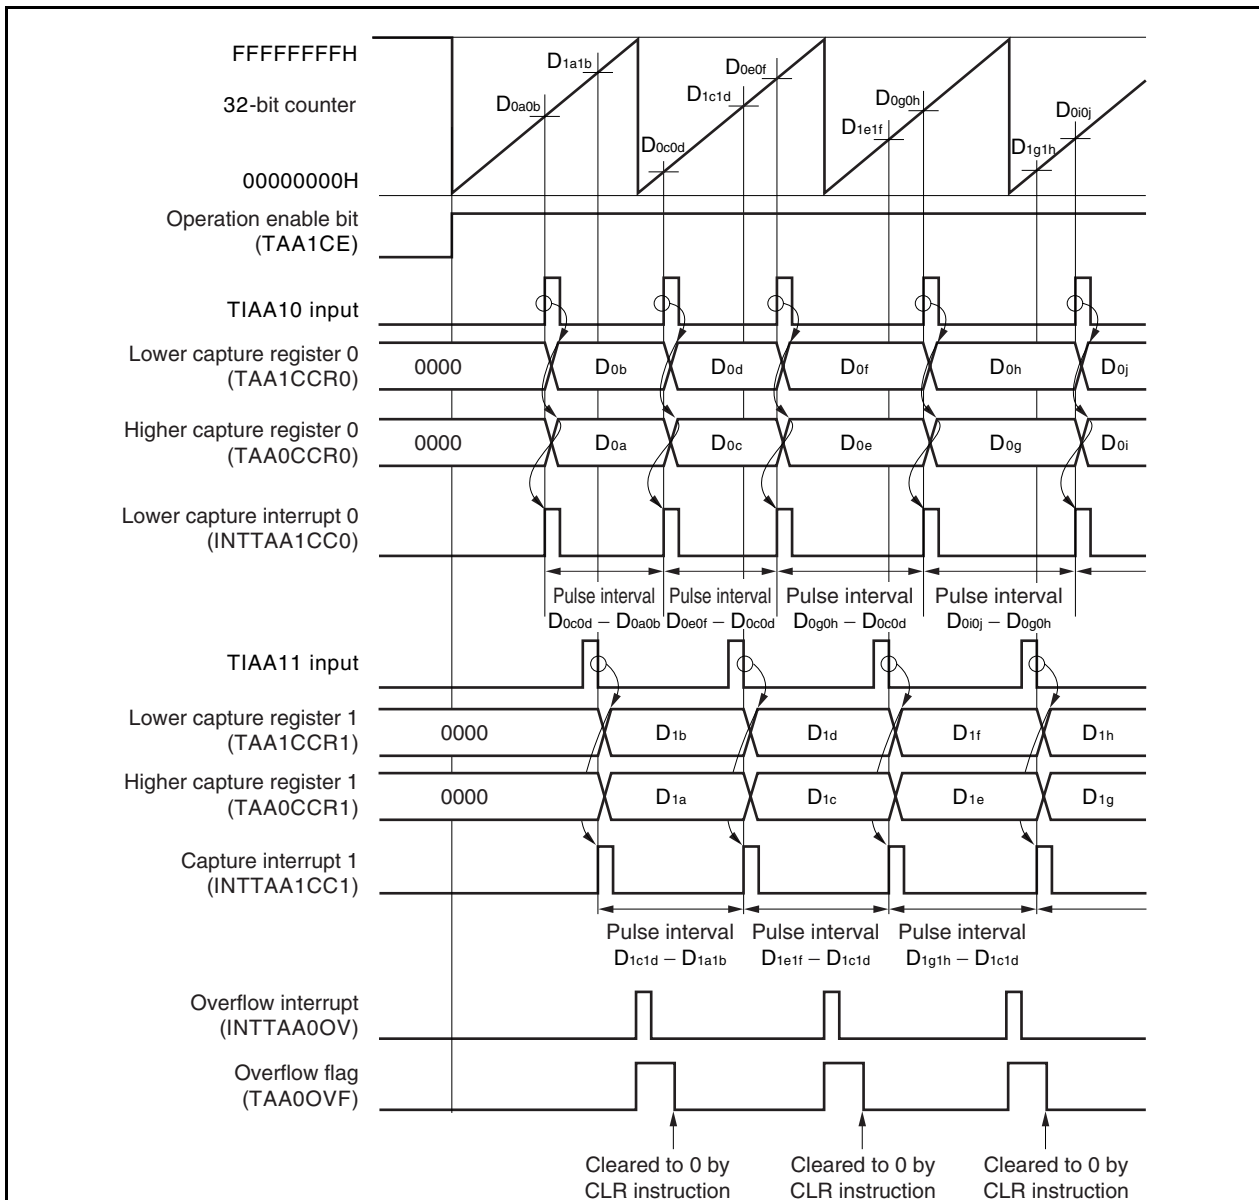 FFFFFFFFH
32-bit counter
00000000H
D1a1b
D0a0b
D0c0d
D1c1d
D0e0f
D1e1f
D0g0h
D1g1h
D0i0j
Operation enable bit
(TAA1CE)
TIAA10 input
Lower capture register 0
(TAA1CCR0)
0000
D0b
D0d
D0f
D0h
D0j
Higher capture register 0
(TAA0CCR0)
0000
D0a
D0c
D0e
D0g
D0i
Lower capture interrupt 0
(INTTAA1CC0)
Pulse interval
D0c0d – D0a0b
Pulse interval
D0e0f – D0c0d
Pulse interval
D0g0h – D0c0d
Pulse interval
D0i0j – D0g0h
TIAA11 input
Lower capture register 1
(TAA1CCR1)
0000
D1b
D1d
D1f
D1h
Higher capture register 1
(TAA0CCR1)
0000
D1a
D1c
D1e
D1g
Capture interrupt 1
(INTTAA1CC1)
Pulse interval
D1c1d – D1a1b
Pulse interval
D1e1f – D1c1d
Pulse interval
D1g1h – D1c1d
Overflow interrupt
(INTTAA0OV)
Overflow flag
(TAA0OVF)
Cleared to 0 by
CLR instruction
Cleared to 0 by
CLR instruction
Cleared to 0 by
CLR instruction